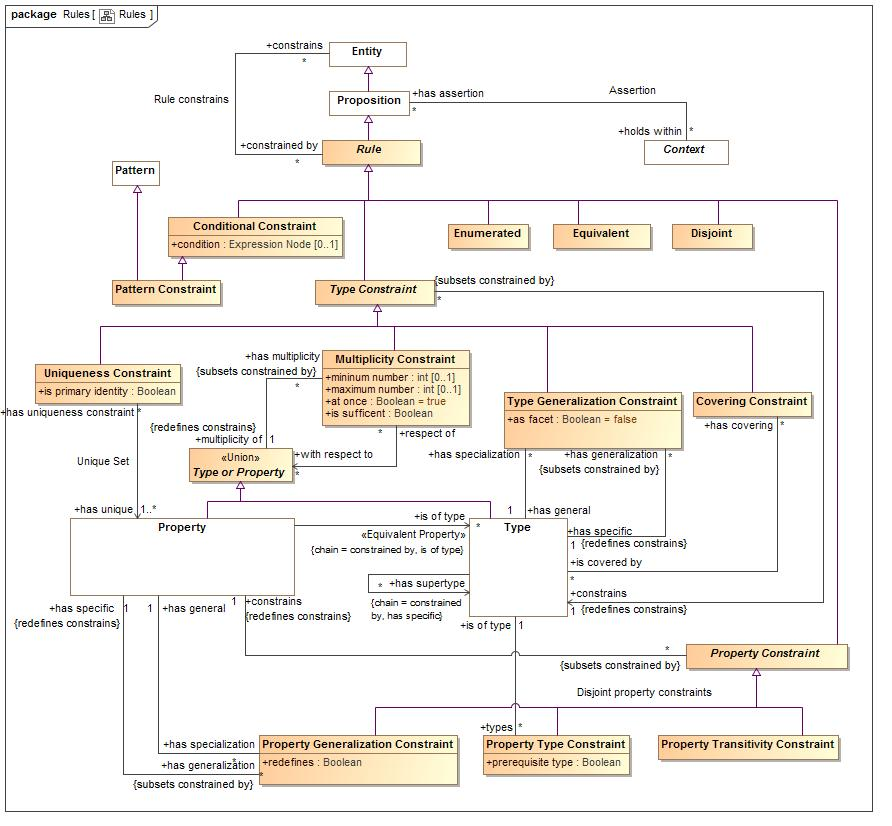 package Rules [ Rules ]
+constrains
*
Entity
Rule constrains
Proposition
+has assertion
*
Assertion
+holds within *
Context
+constrained by
*
Rule
Pattern
Conditional Constraint
+condition : Expression Node [0..1]
Enumerated
Equivalent
Disjoint
Pattern Constraint
Type Constraint
{subsets constrained by}
*
Uniqueness Constraint
+is primary identity : Boolean
+has uniqueness constraint *
+has multiplicity
{subsets constrained by}
*
Multiplicity Constraint
+minimum number : int [0..1]
+maximum number : int [0..1]
+at once : Boolean = true
+is sufficent : Boolean
Type Generalization Constraint
+as facet : Boolean = false
Covering Constraint
+has covering *
{redefines constrains}
+multiplicity of 1
* +respect of
+has specialization *
+has generalization *
{subsets constrained by}
Unique Set
«Union»
Type or Property
+with respect to
*
+has unique 1..*
Property
+is of type
*
«Equivalent Property»
{chain = constrained by, is of type}
1 +has general
Type
+has specific
1 {redefines constrains}
+is covered by
*
* +has supertype
{chain = constrained
by, has specific}
+constrains
1 {redefines constrains}
+has specific
{redefines constrains}
1
1 +has general
1 +constrains
{redefines constrains}
+is of type 1
*
{subsets constrained by}
Property Constraint
Disjoint property constraints
+types *
+has specialization
*
+has generalization
*
{subsets constrained by}
Property Generalization Constraint
+redefines : Boolean
Property Type Constraint
+prerequisite type : Boolean
Property Transitivity Constraint